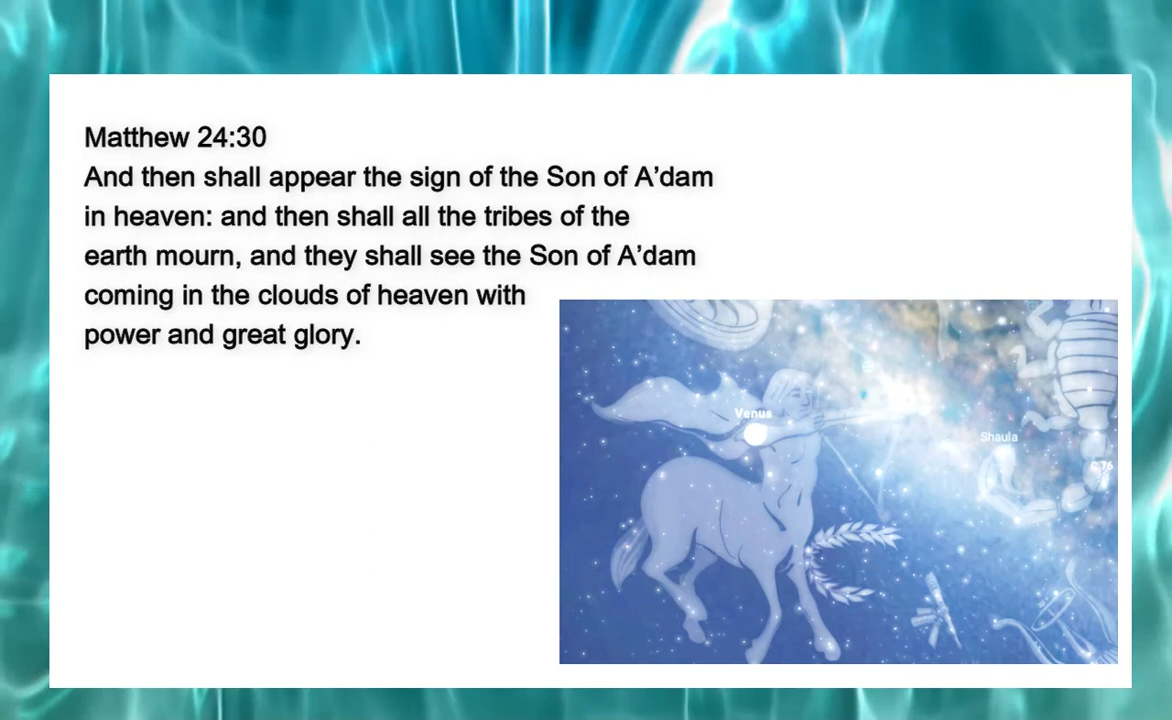 Matthew 24:30
And then shall appear the sign of the Son of A’dam
in heaven: and then shall all the tribes of the
earth mourn, and they shall see the Son of A’dam
coming in the clouds of heaven with
power and great glory.
Venus
Shaula
C 76